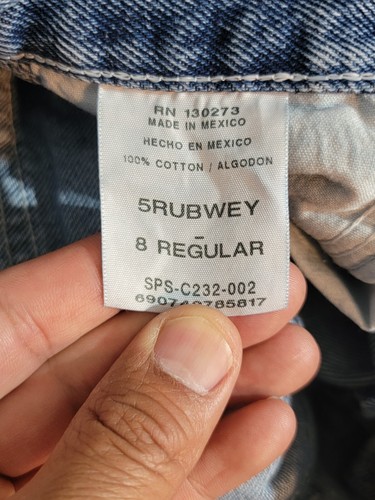 RN 130273
MADE IN MEXICO
HECHO EN MEXICO
100% COTTON / ALGODON
5RUBWEY
-
8 REGULAR
SPS-C232-002